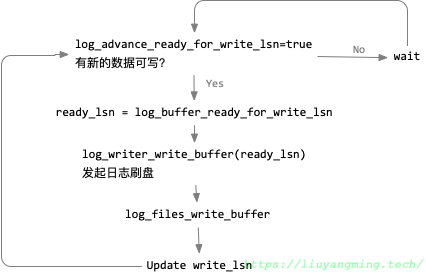 log_advance_ready_for_write_lsn=true
有新的数据可写?
No
wait
Yes
ready_lsn = log_buffer_ready_for_write_lsn
log_writer_write_buffer(ready_lsn)
发起日志刷盘
log_files_write_buffer
Update write_lsn
https://liuyangming.tech/